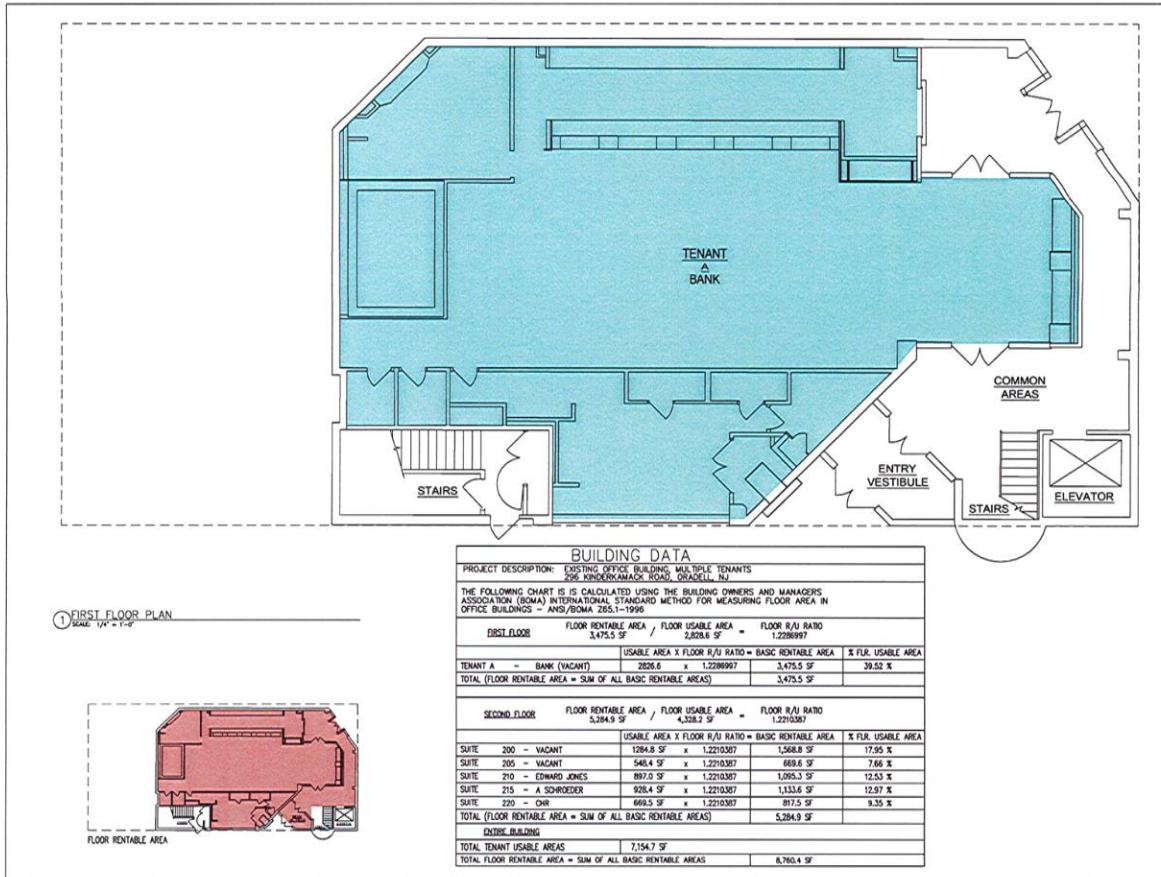 TENANT
A
BANK
COMMON
AREAS
ENTRY
VESTIBULE
STAIRS
STAIRS
ELEVATOR
1 FIRST FLOOR PLAN
SCALE: 1/4" = 1'-0"
FLOOR RENTABLE AREA
BUILDING DATA
PROJECT DESCRIPTION: EXISTING OFFICE BUILDING, MULTIPLE TENANTS
296 KINDERKAMACK ROAD, ORADELL, NJ
THE FOLLOWING CHART IS IS CALCULATED USING THE BUILDING OWNERS AND MANAGERS
ASSOCIATION (BOMA) INTERNATIONAL STANDARD METHOD FOR MEASURING FLOOR AREA IN
OFFICE BUILDINGS - ANSI/BOMA Z65.1-1996
FIRST FLOOR FLOOR RENTABLE AREA / FLOOR USABLE AREA = FLOOR R/U RATIO
3,475.5 SF 2,828.6 SF 1.2286997
USABLE AREA X FLOOR R/U RATIO = BASIC RENTABLE AREA % FLR. USABLE AREA
TENANT A - BANK (VACANT) 2826.6 x 1.2286997 3,475.5 SF 39.52 %
TOTAL (FLOOR RENTABLE AREA = SUM OF ALL BASIC RENTABLE AREAS) 3,475.5 SF
SECOND FLOOR FLOOR RENTABLE AREA / FLOOR USABLE AREA = FLOOR R/U RATIO
5,284.9 SF 4,328.2 SF 1.2210387
USABLE AREA X FLOOR R/U RATIO = BASIC RENTABLE AREA % FLR. USABLE AREA
SUITE 200 - VACANT 1284.8 SF x 1.2210387 1,568.8 SF 17.95 %
SUITE 205 - VACANT 548.4 SF x 1.2210387 669.6 SF 7.66 %
SUITE 210 - EDWARD JONES 897.0 SF x 1.2210387 1,095.3 SF 12.53 %
SUITE 215 - A SCHROEDER 928.4 SF x 1.2210387 1,133.6 SF 12.97 %
SUITE 220 - CHR 669.5 SF x 1.2210387 817.5 SF 9.35 %
TOTAL (FLOOR RENTABLE AREA = SUM OF ALL BASIC RENTABLE AREAS) 5,284.9 SF
ENTIRE BUILDING
TOTAL TENANT USABLE AREAS 7,154.7 SF
TOTAL FLOOR RENTABLE AREA = SUM OF ALL BASIC RENTABLE AREAS 8,760.4 SF